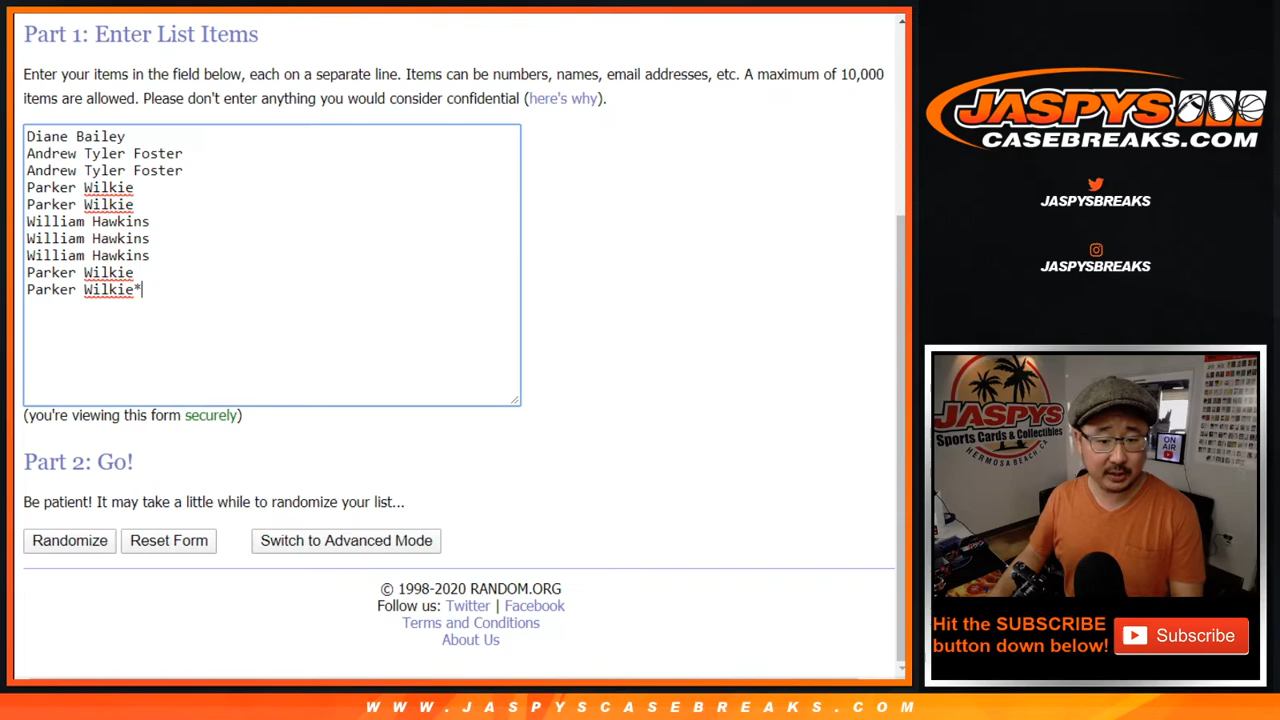 Part 1: Enter List Items
Enter your items in the field below, each on a separate line. Items can be numbers, names, email addresses, etc. A maximum of 10,000
items are allowed. Please don't enter anything you would consider confidential (here's why).
Diane Bailey
Andrew Tyler Foster
Andrew Tyler Foster
Parker Wilkie
Parker Wilkie
William Hawkins
William Hawkins
William Hawkins
Parker Wilkie
Parker Wilkie*
(you're viewing this form securely)
Part 2: Go!
Be patient! It may take a little while to randomize your list...
Randomize
Reset Form
Switch to Advanced Mode
© 1998-2020 RANDOM.ORG
Follow us: Twitter | Facebook
Terms and Conditions
About Us
JASPYS
CASEBREAKS.COM
JASPYSBREAKS
JASPYSBREAKS
JASPYS
Sports Cards & Collectibles
HERMOSA BEACH, CA
ON AIR
Hit the SUBSCRIBE
button down below!
Subscribe
WWW.JASPYSCASEBREAKS.COM